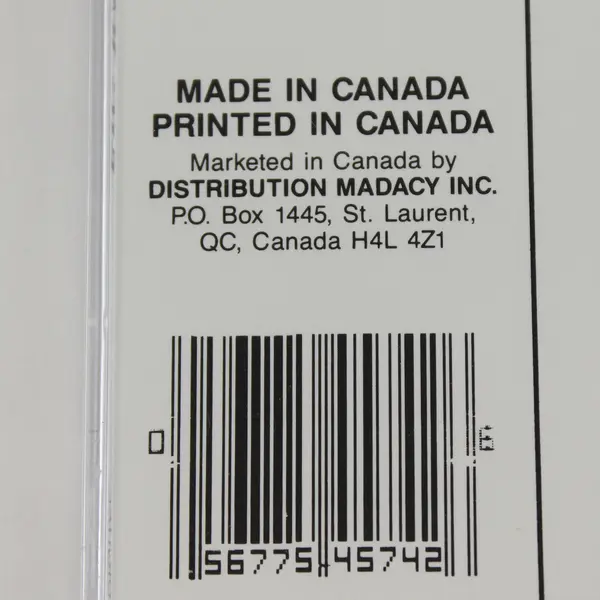 MADE IN CANADA
PRINTED IN CANADA
Marketed in Canada by
DISTRIBUTION MADACY INC.
P.O. Box 1445, St. Laurent,
QC, Canada H4L 4Z1
0 56775 45742 6